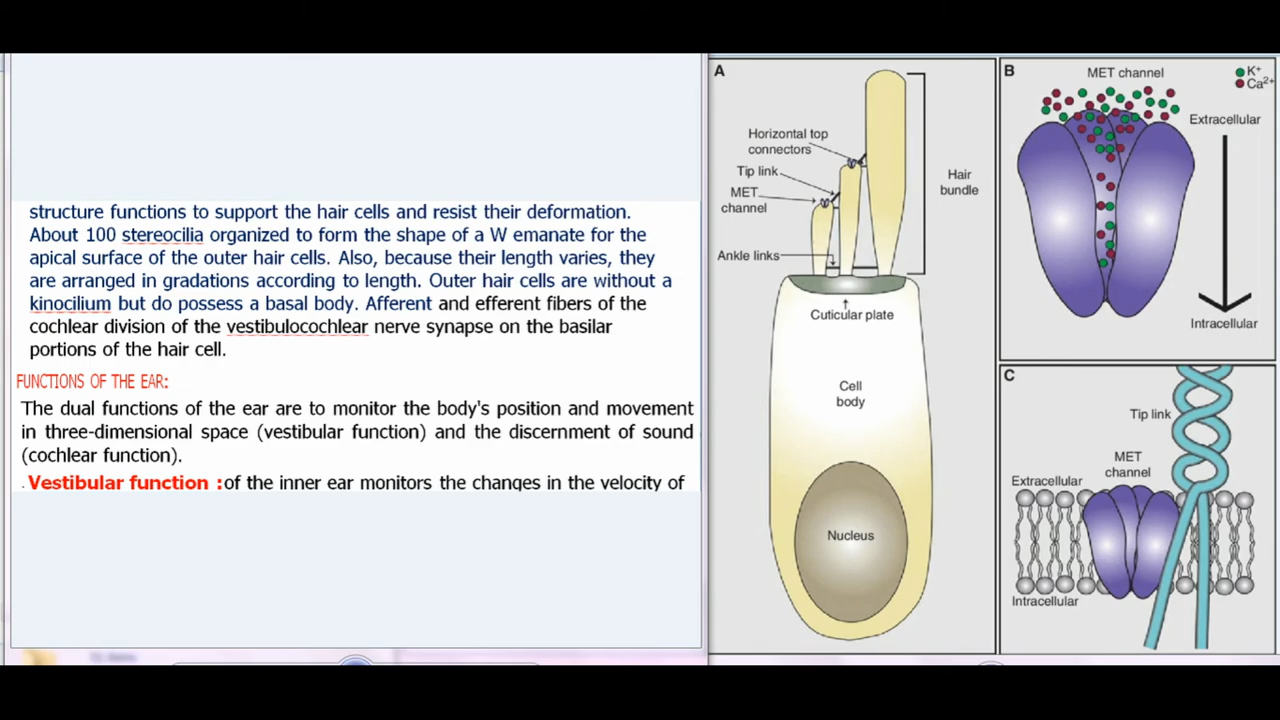 structure functions to support the hair cells and resist their deformation.
About 100 stereocilia organized to form the shape of a W emanate for the
apical surface of the outer hair cells. Also, because their length varies, they
are arranged in gradations according to length. Outer hair cells are without a
kinocilium but do possess a basal body. Afferent and efferent fibers of the
cochlear division of the vestibulocochlear nerve synapse on the basilar
portions of the hair cell.
FUNCTIONS OF THE EAR:
The dual functions of the ear are to monitor the body's position and movement
in three-dimensional space (vestibular function) and the discernment of sound
(cochlear function).
. Vestibular function :of the inner ear monitors the changes in the velocity of
A
Horizontal top
connectors
Tip link
MET
channel
Hair
bundle
Ankle links
Cuticular plate
Cell
body
Nucleus
B
MET channel
K+
Ca2+
Extracellular
Intracellular
C
Tip link
MET
channel
Extracellular
Intracellular